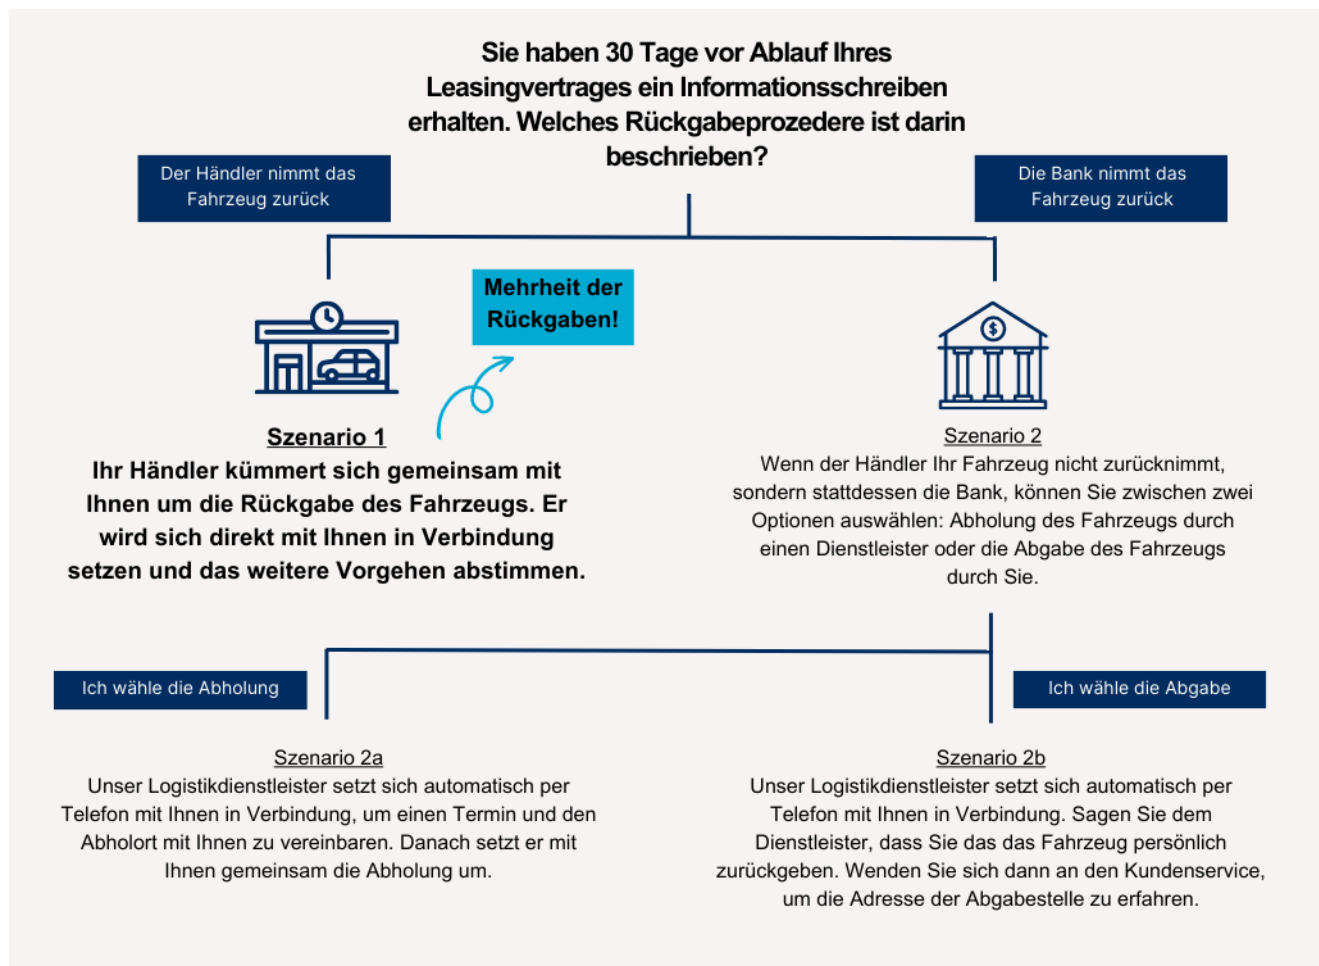 Sie haben 30 Tage vor Ablauf Ihres
Leasingvertrages ein Informationsschreiben
erhalten. Welches Rückgabeprozedere ist darin
beschrieben?
Der Händler nimmt das
Fahrzeug zurück
Die Bank nimmt das
Fahrzeug zurück
Mehrheit der
Rückgaben!
$
Szenario 1
Ihr Händler kümmert sich gemeinsam mit
Ihnen um die Rückgabe des Fahrzeugs. Er
wird sich direkt mit Ihnen in Verbindung
setzen und das weitere Vorgehen abstimmen.
Szenario 2
Wenn der Händler Ihr Fahrzeug nicht zurücknimmt,
sondern stattdessen die Bank, können Sie zwischen zwei
Optionen auswählen: Abholung des Fahrzeugs durch
einen Dienstleister oder die Abgabe des Fahrzeugs
durch Sie.
Ich wähle die Abholung
Ich wähle die Abgabe
Szenario 2a
Unser Logistikdienstleister setzt sich automatisch per
Telefon mit Ihnen in Verbindung, um einen Termin und den
Abholort mit Ihnen zu vereinbaren. Danach setzt er mit
Ihnen gemeinsam die Abholung um.
Szenario 2b
Unser Logistikdienstleister setzt sich automatisch per
Telefon mit Ihnen in Verbindung. Sagen Sie dem
Dienstleister, dass Sie das das Fahrzeug persönlich
zurückgeben. Wenden Sie sich dann an den Kundenservice,
um die Adresse der Abgabestelle zu erfahren.